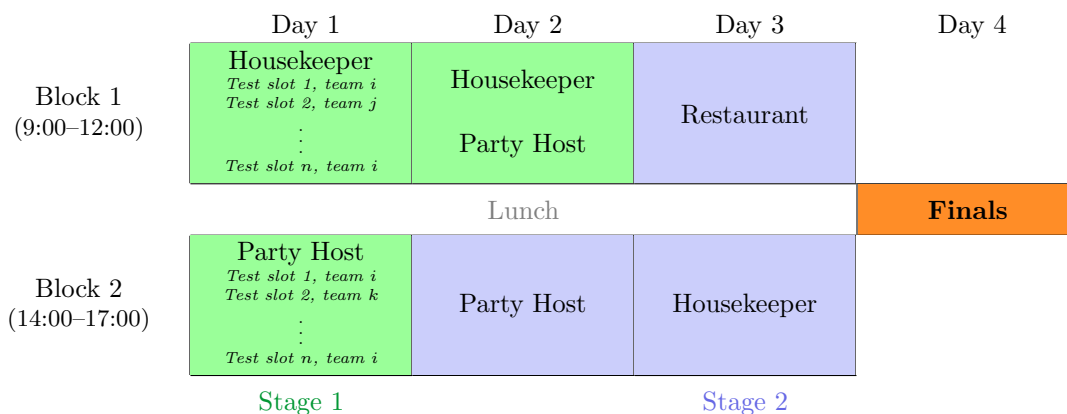 Day 1
Day 2
Day 3
Day 4
Block 1
(9:00–12:00)
Housekeeper
Test slot 1, team i
Test slot 2, team j
.
.
.
Test slot n, team i
Housekeeper
Party Host
Restaurant
Lunch
Finals
Block 2
(14:00–17:00)
Party Host
Test slot 1, team i
Test slot 2, team k
.
.
.
Test slot n, team i
Party Host
Housekeeper
Stage 1
Stage 2